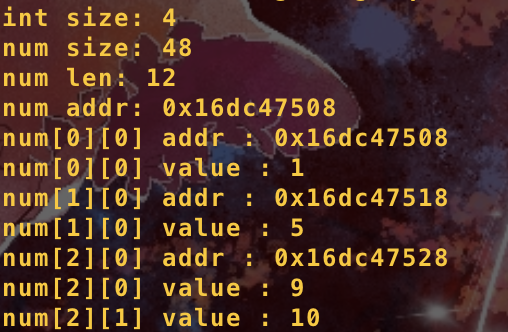 int size: 4
num size: 48
num len: 12
num addr: 0x16dc47508
num[0][0] addr : 0x16dc47508
num[0][0] value : 1
num[1][0] addr : 0x16dc47518
num[1][0] value : 5
num[2][0] addr : 0x16dc47528
num[2][0] value : 9
num[2][1] value : 10